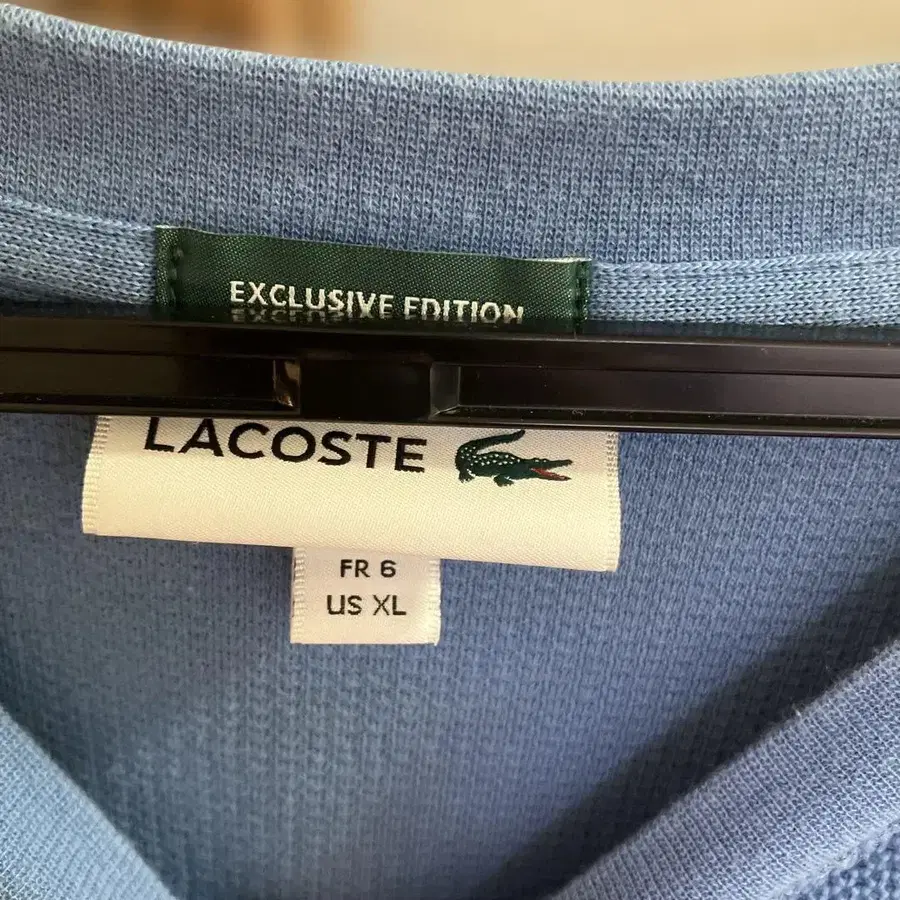 EXCLUSIVE EDITION
LACOSTE
FR 6
US XL